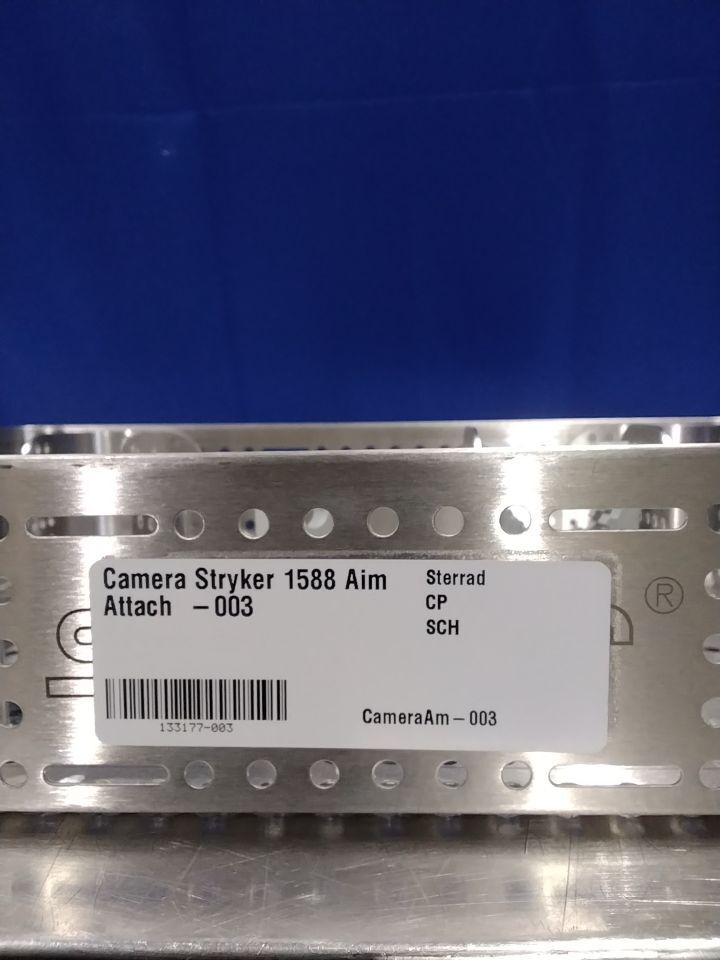 Camera Stryker 1588 Aim
Attach -003
Sterrad
CP
SCH
133177-003
CameraAm-003
®